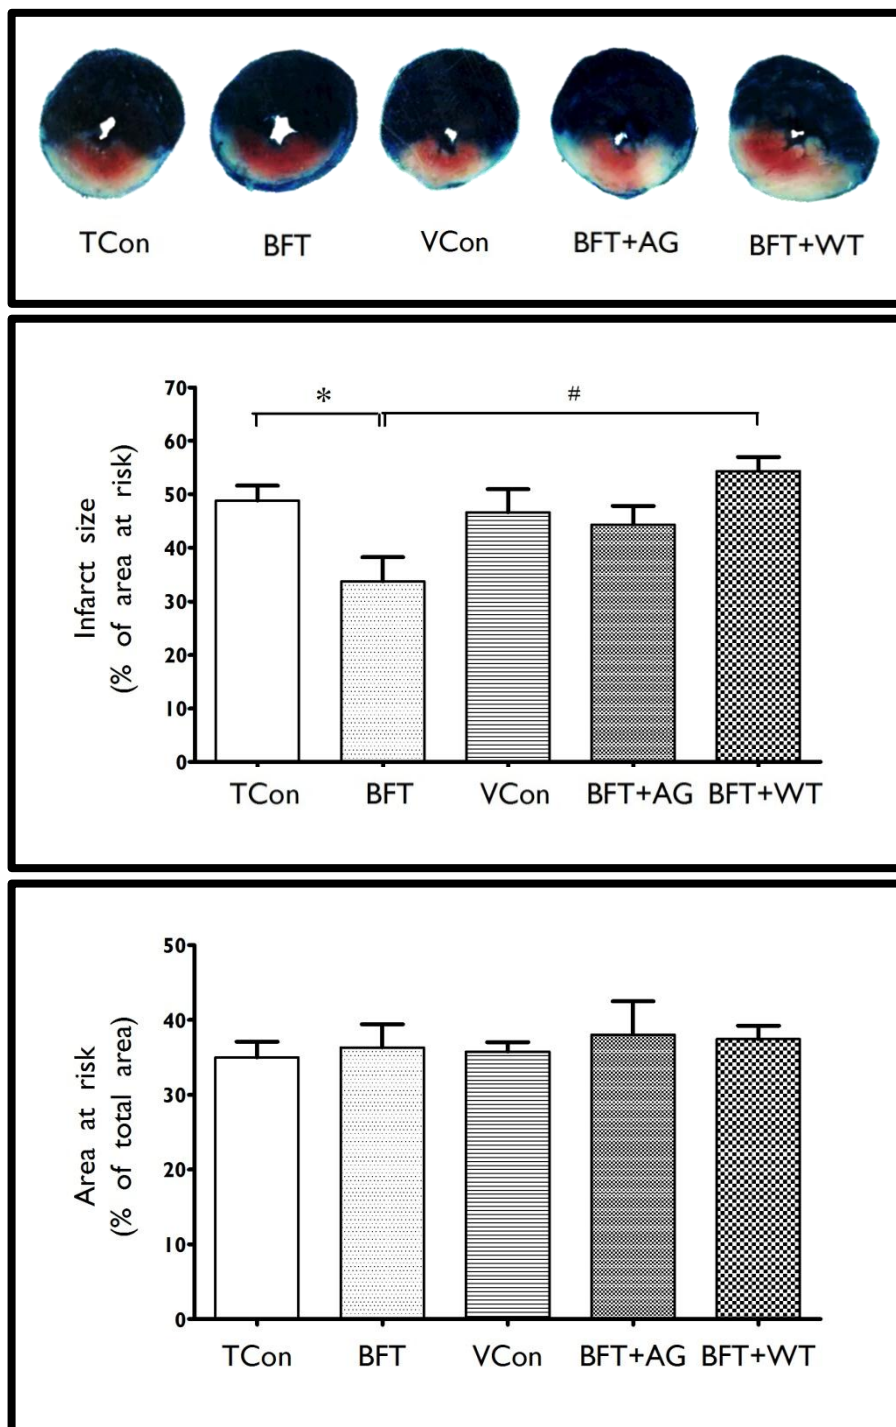 TCon BFT VCon BFT+AG BFT+WT
* #
70
60
50
40
30
20
10
0
Infarct size
(% of area at risk)
TCon BFT VCon BFT+AG BFT+WT
50
40
30
20
10
0
Area at risk
(% of total area)
TCon BFT VCon BFT+AG BFT+WT